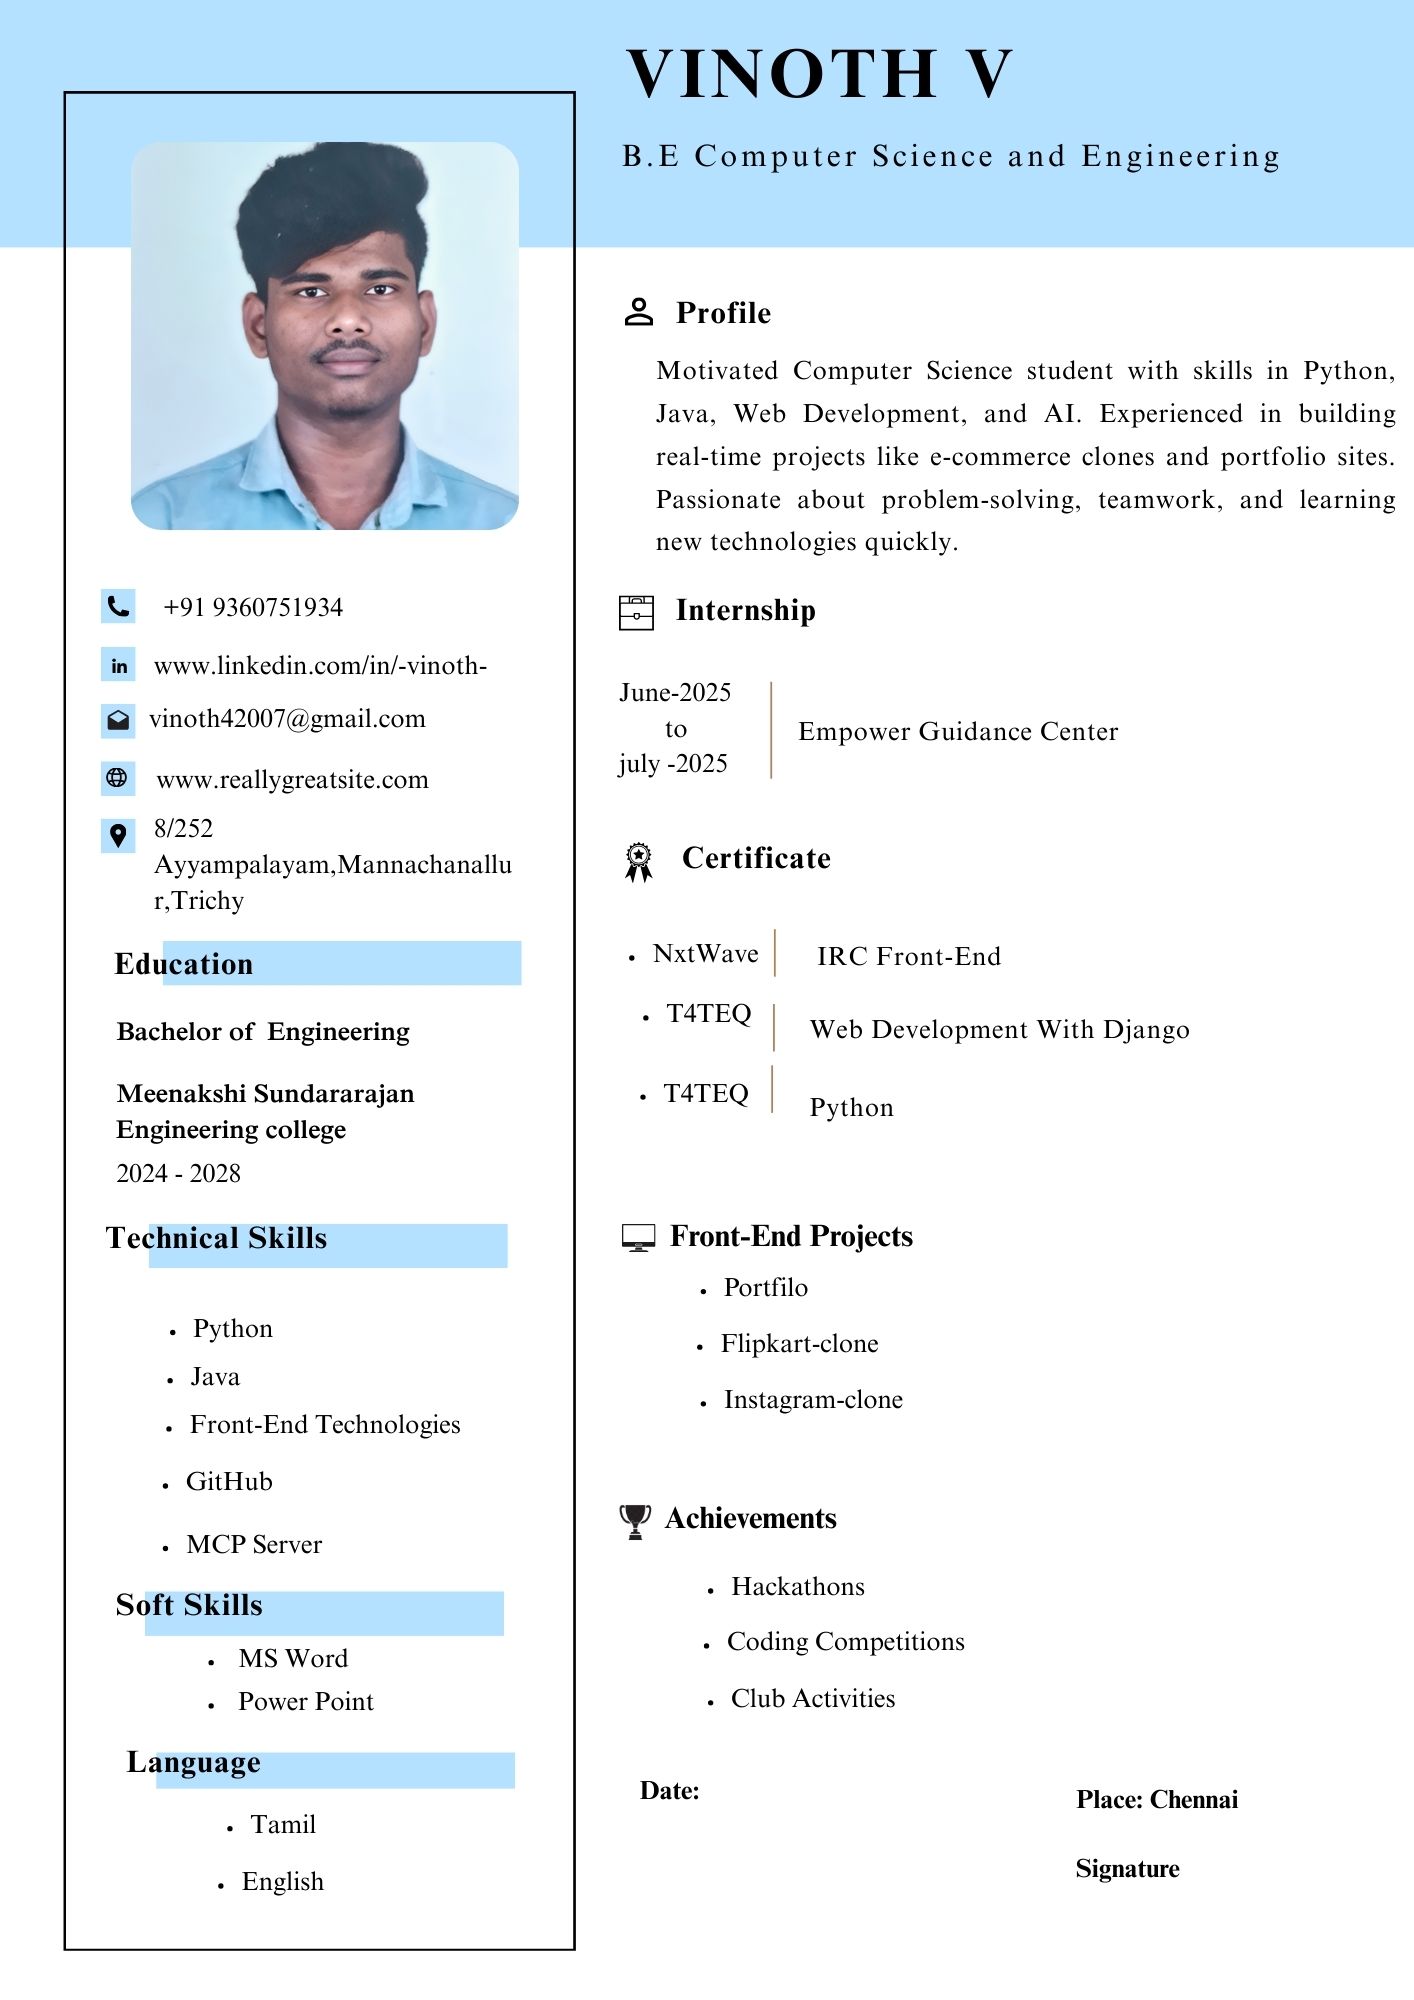 VINOTH V
B.E Computer Science and Engineering
+91 9360751934
in
www.linkedin.com/in/-vinoth-
vinoth42007@gmail.com
www.reallygreatsite.com
8/252
Ayyampalayam,Mannachanallu
r,Trichy
Education
Bachelor of Engineering
Meenakshi Sundararajan
Engineering college
2024 - 2028
Technical Skills
• Python
• Java
• Front-End Technologies
• GitHub
• MCP Server
Soft Skills
• MS Word
• Power Point
Language
• Tamil
• English
Profile
Motivated Computer Science student with skills in Python,
Java, Web Development, and AI. Experienced in building
real-time projects like e-commerce clones and portfolio sites.
Passionate about problem-solving, teamwork, and learning
new technologies quickly.
Internship
June-2025
to
july -2025
Empower Guidance Center
Certificate
• NxtWave IRC Front-End
• T4TEQ Web Development With Django
• T4TEQ Python
Front-End Projects
• Portfilo
• Flipkart-clone
• Instagram-clone
Achievements
• Hackathons
• Coding Competitions
• Club Activities
Date:
Place: Chennai
Signature